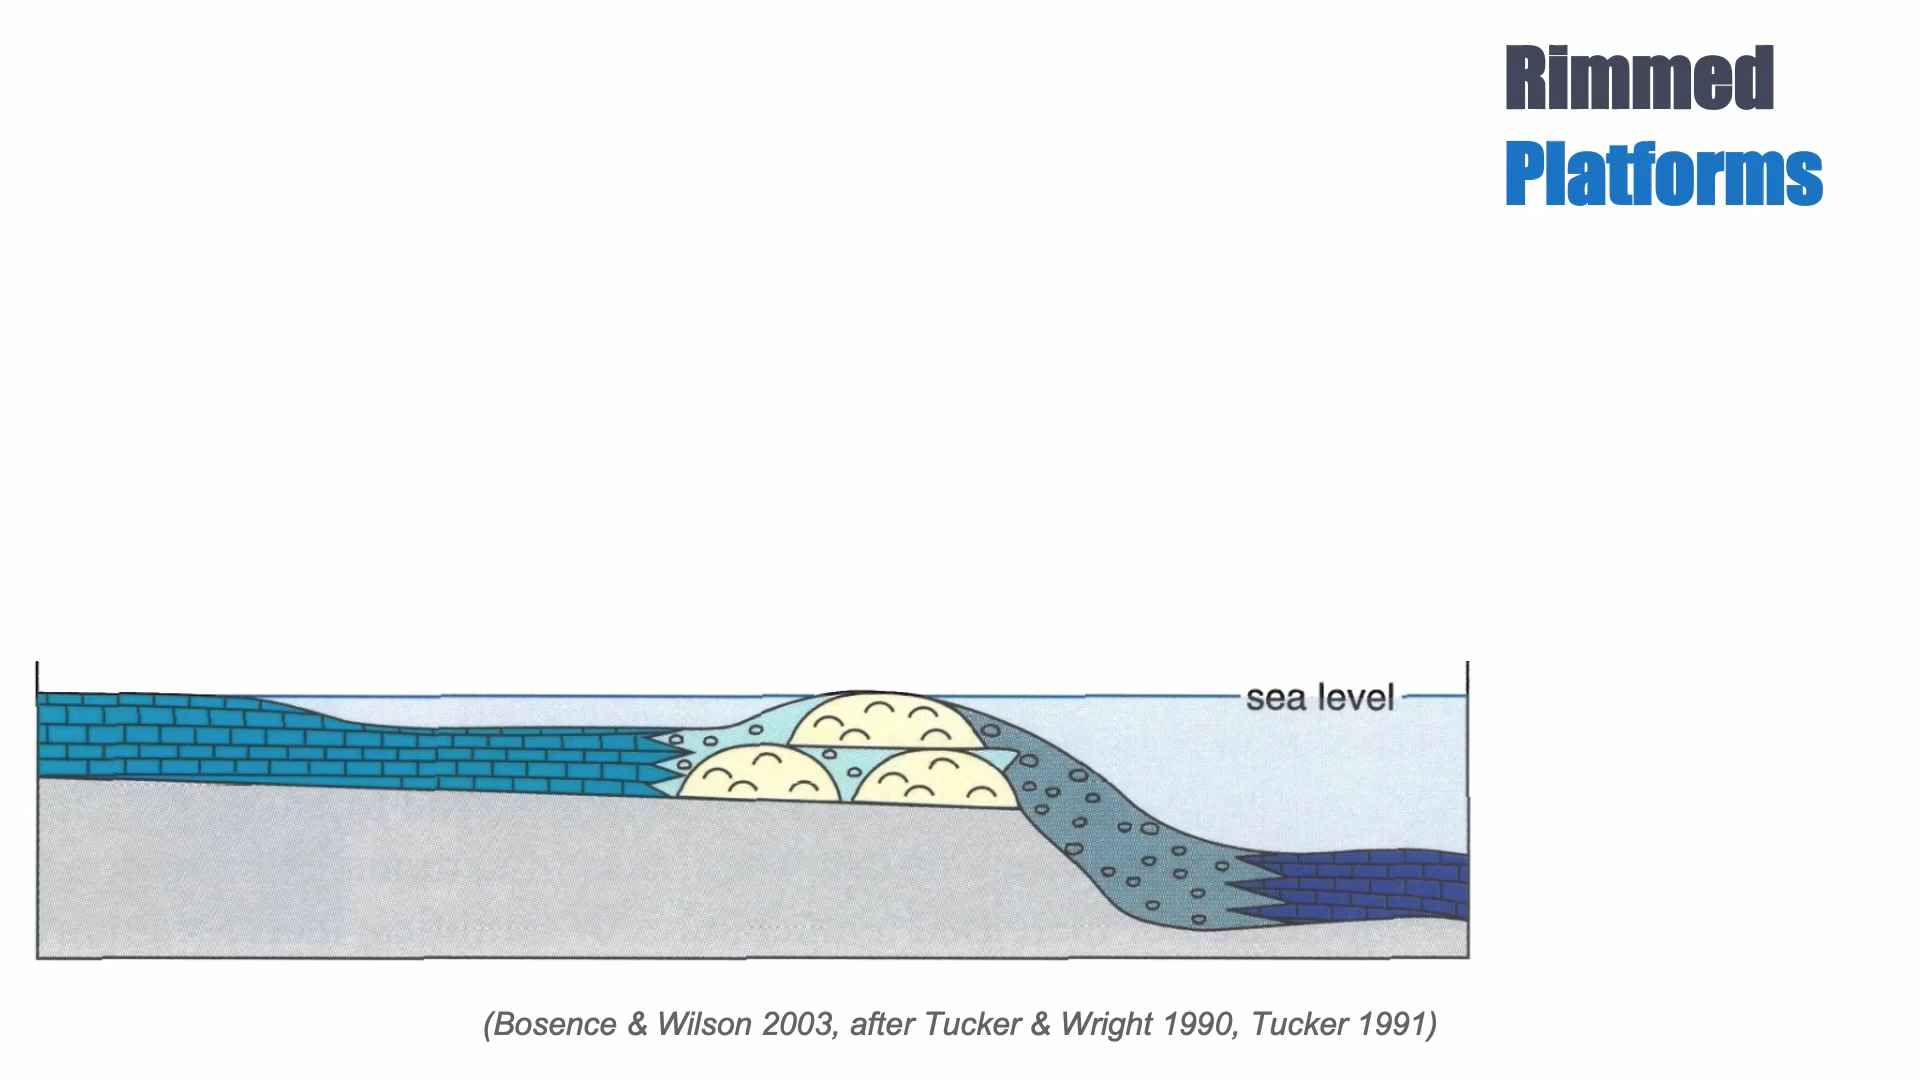 Rimmed
Platforms
sea level
(Bosence & Wilson 2003, after Tucker & Wright 1990, Tucker 1991)